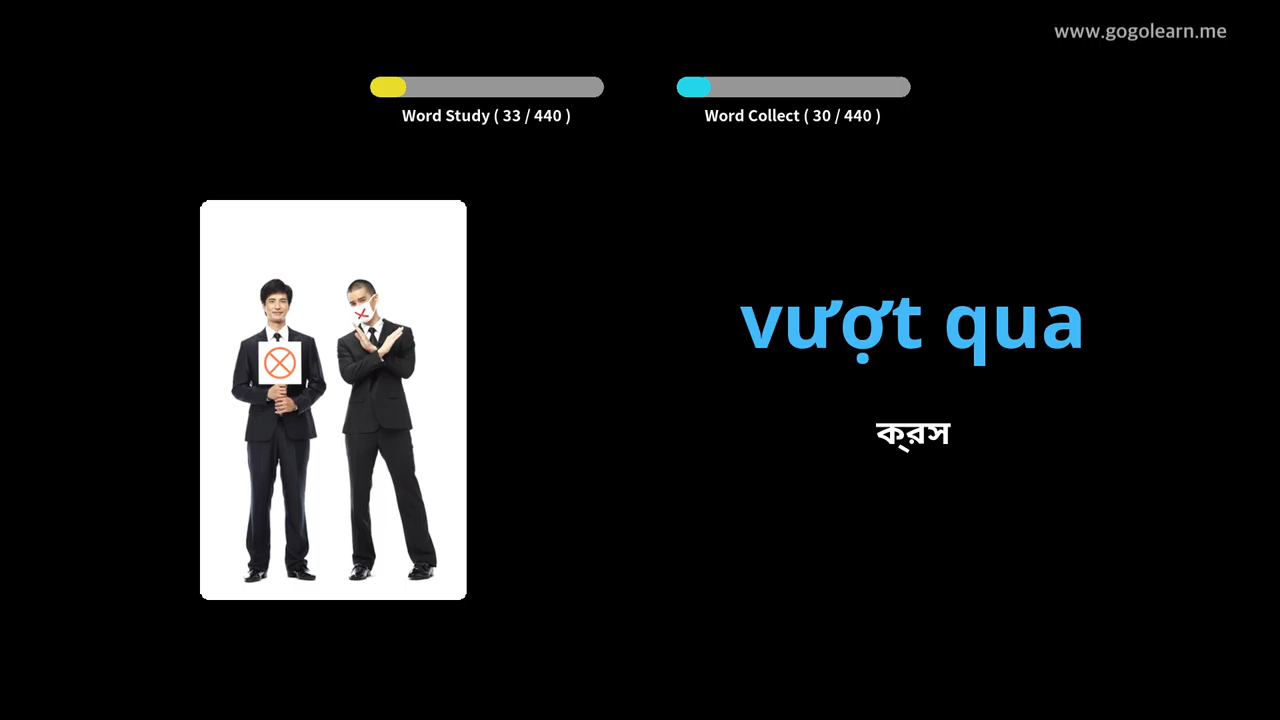 www.gogolearn.me
Word Study ( 33 / 440 )
Word Collect ( 30 / 440 )
vượt qua
ক্রস